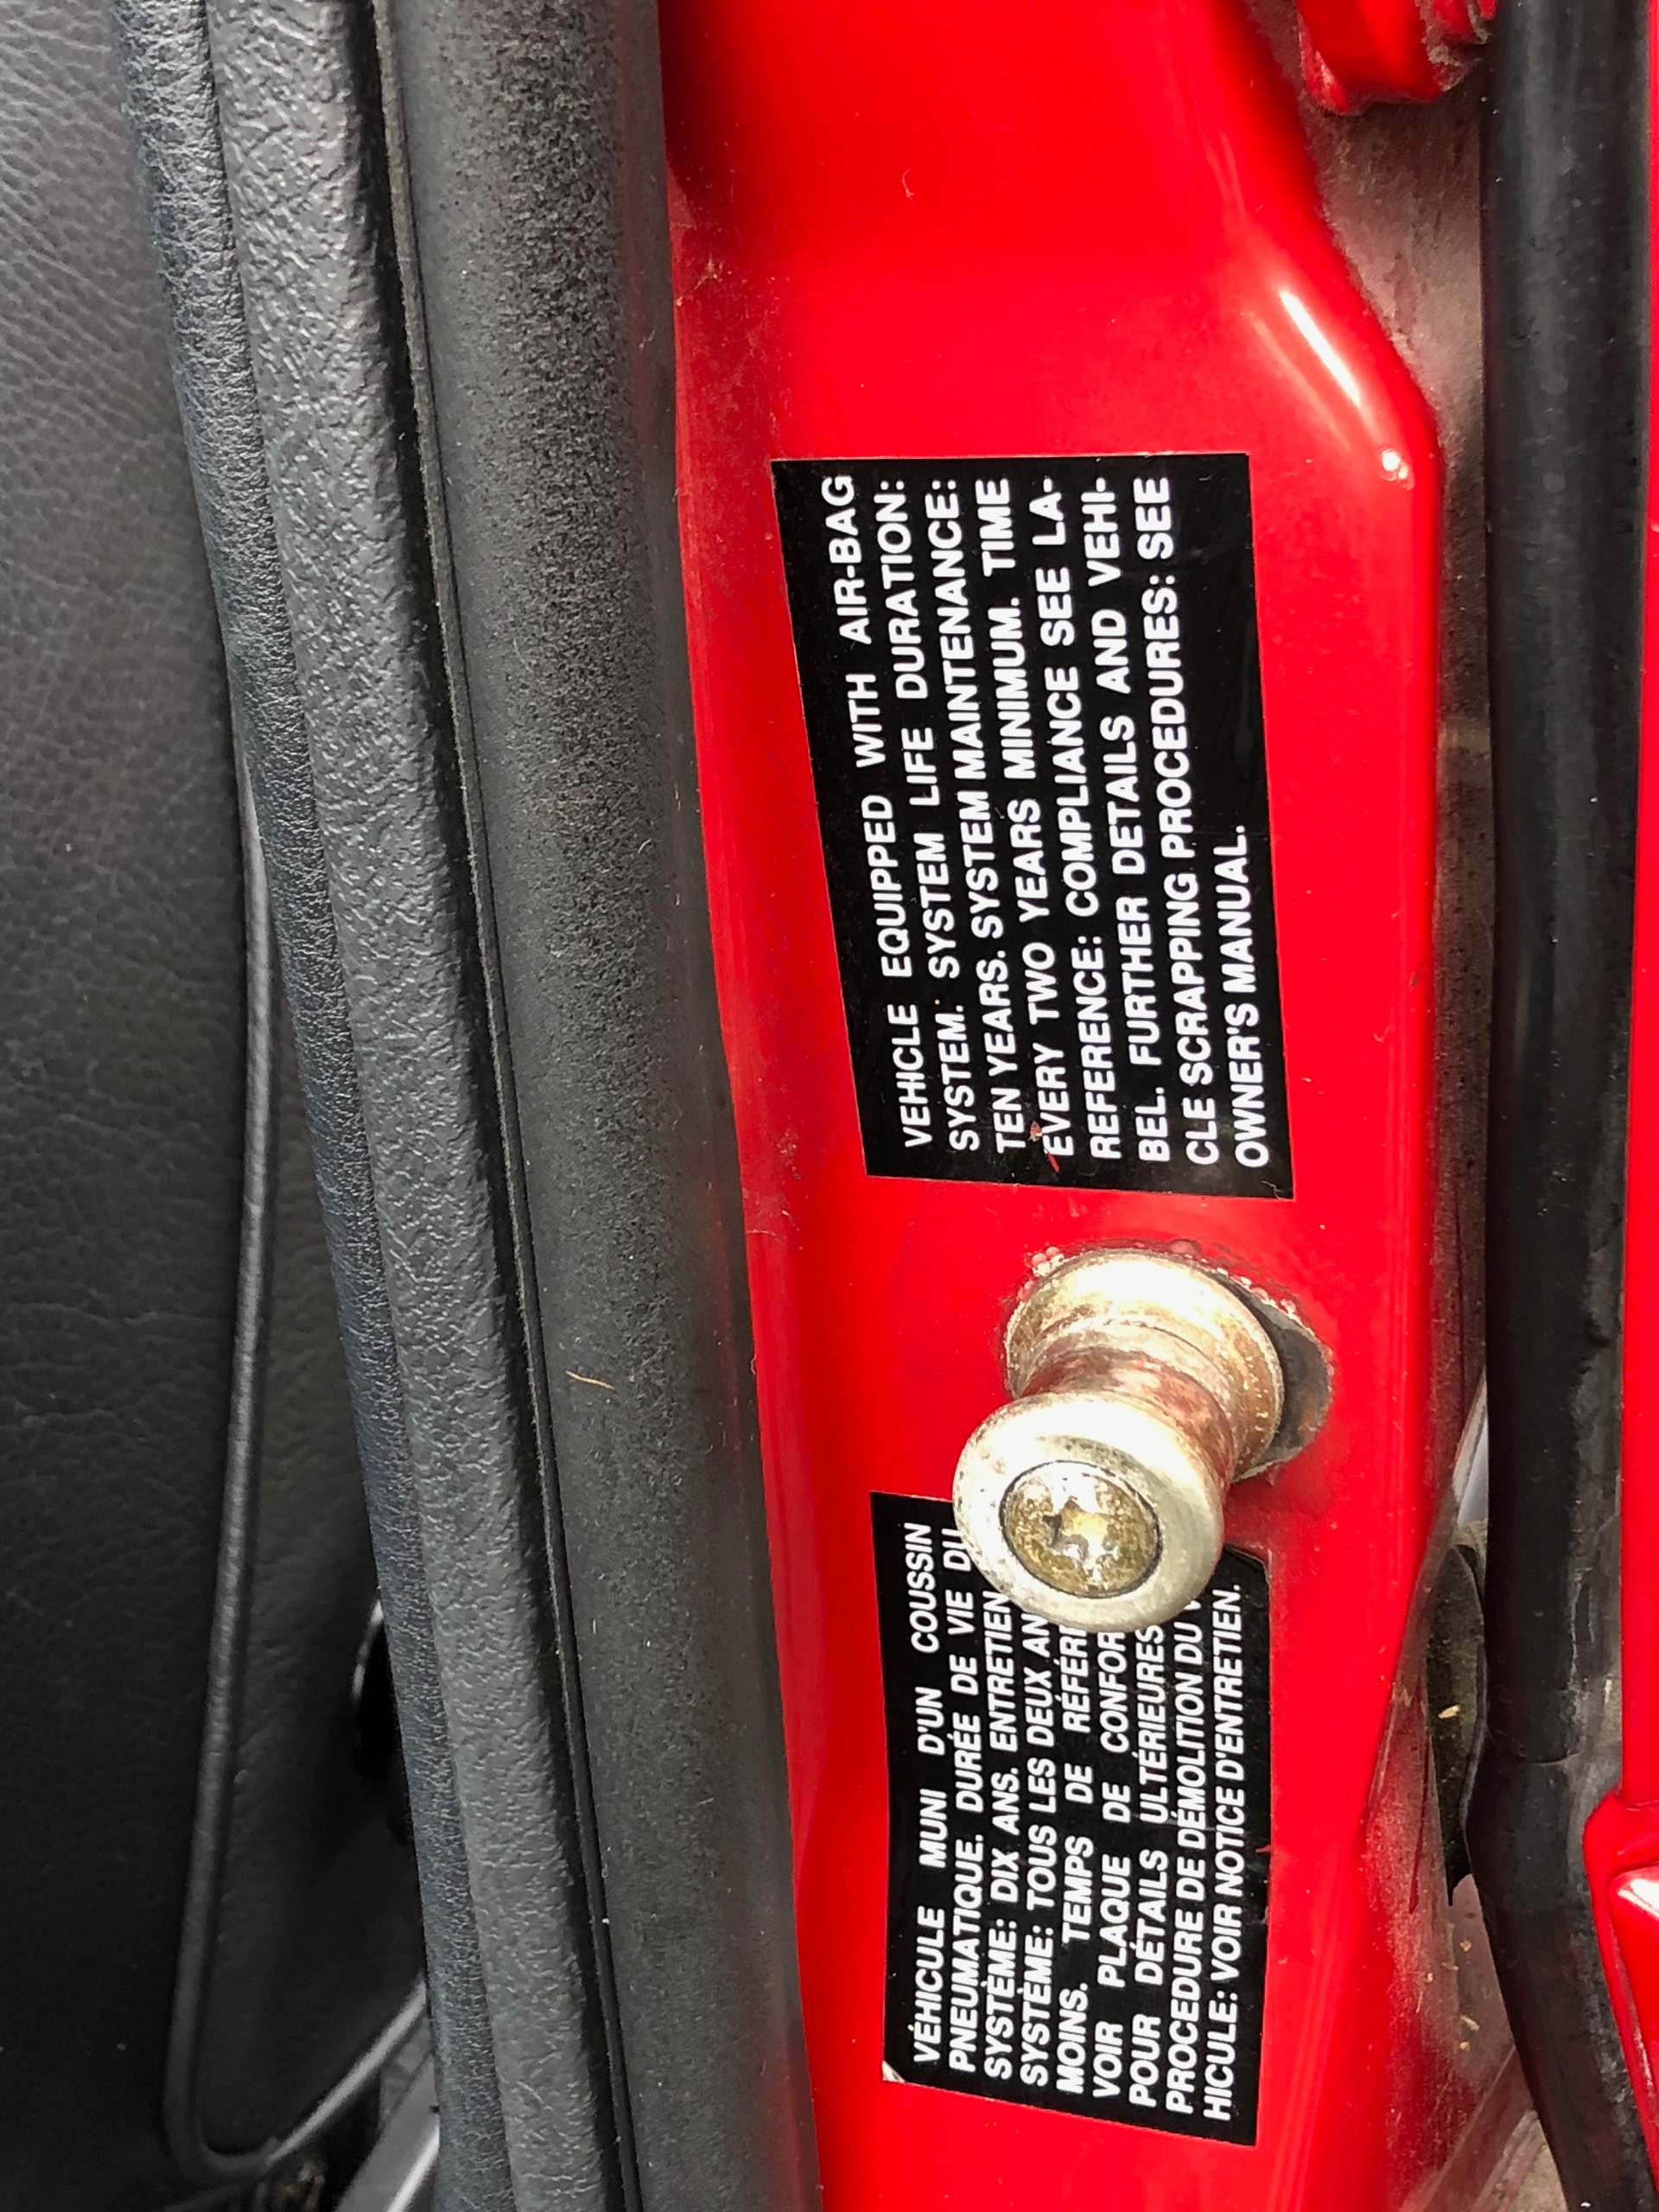 VEHICLE EQUIPPED WITH AIR-BAG
SYSTEM. SYSTEM LIFE DURATION:
TEN YEARS. SYSTEM MAINTENANCE:
EVERY TWO YEARS MINIMUM. TIME
REFERENCE: COMPLIANCE SEE LA-
BEL. FURTHER DETAILS AND VEHI-
CLE SCRAPPING PROCEDURES: SEE
OWNER'S MANUAL.
VÉHICULE MUNI D'UN COUSSIN
PNEUMATIQUE. DURÉE DE VIE DU
SYSTÈME: DIX ANS. ENTRETIEN
SYSTÈME: TOUS LES DEUX
MOINS. TEMPS DE
VOIR PLAQUE DE
POUR DÉTAILS ULTÉRIEURES
PROCEDURE DE DÉMOLITION DU
HICULE: VOIR NOTICE D'ENTRETIEN.